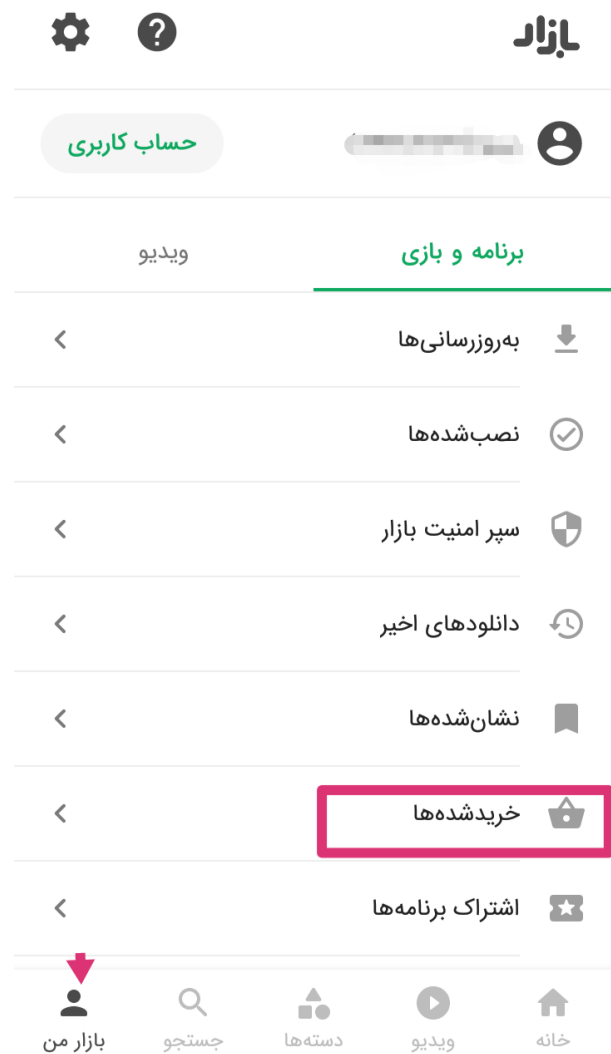 بازار
حساب کاربری
برنامه و بازی
ویدیو
به‌روزرسانی‌ها
نصب‌شده‌ها
سپر امنیت بازار
دانلودهای اخیر
نشان‌شده‌ها
خریدشده‌ها
اشتراک برنامه‌ها
خانه
ویدیو
دسته‌ها
جستجو
بازار من